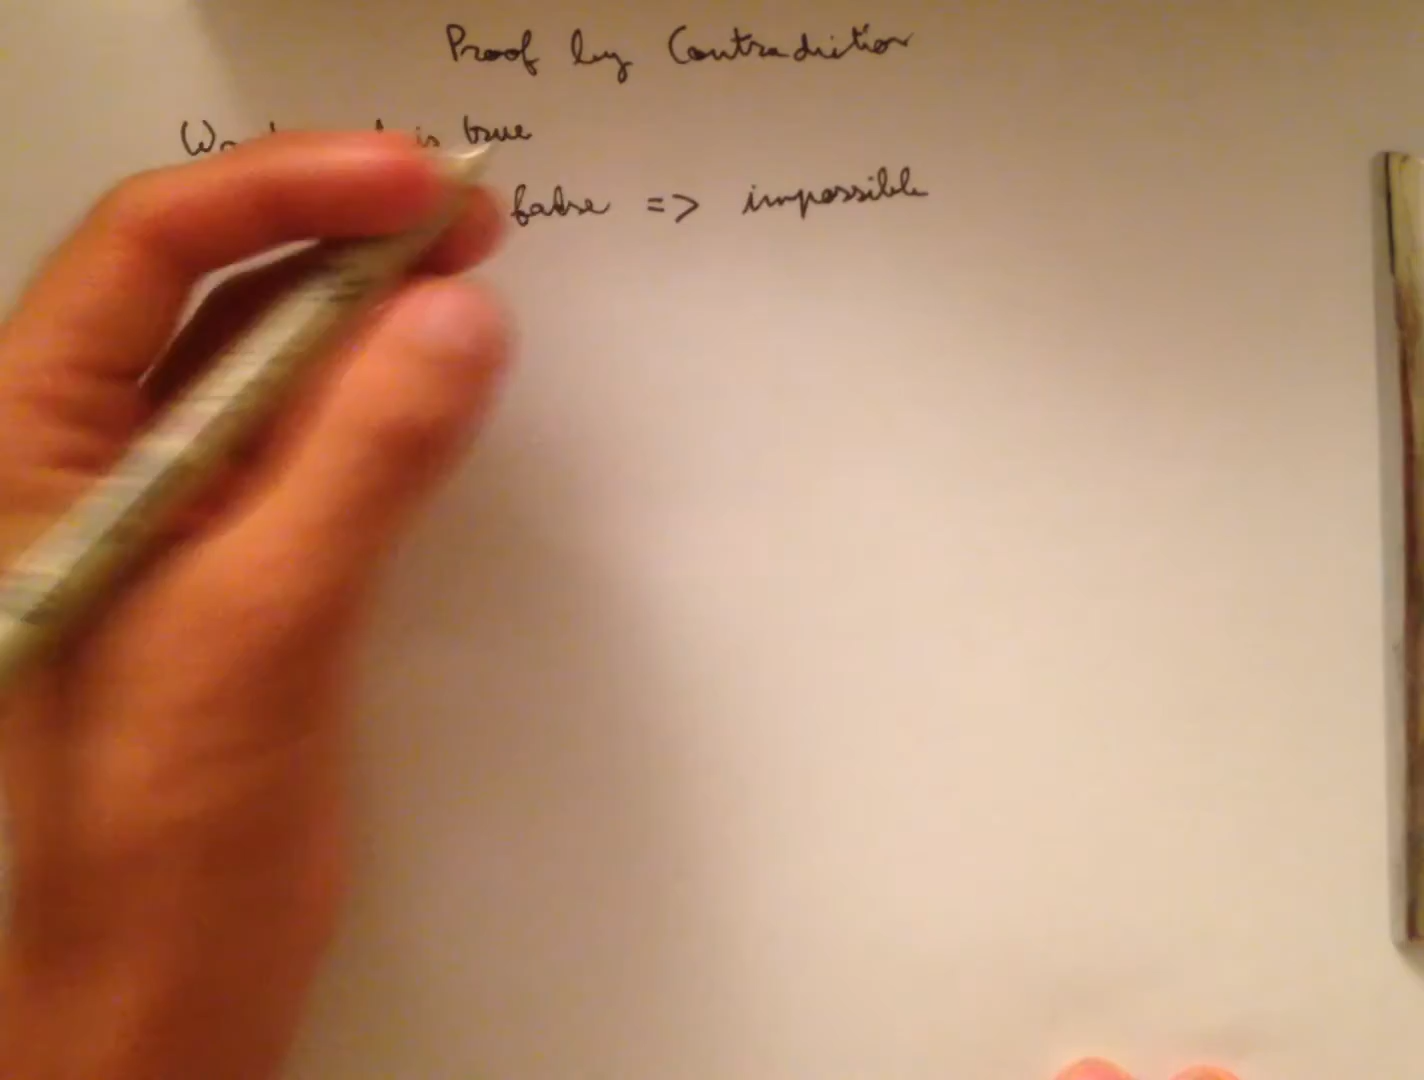 Proof by Contradiction
is true
false => impossible